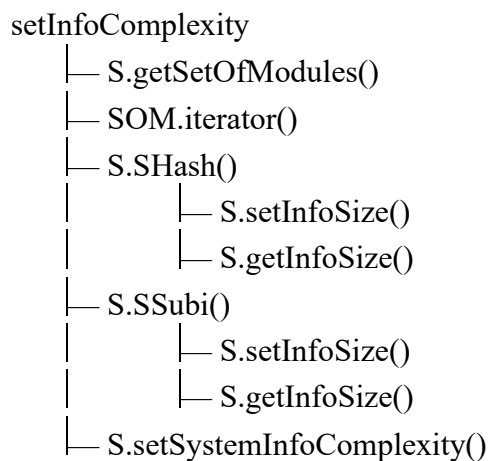 setInfoComplexity
S.getSetOfModules()
SOM.iterator()
S.SHash()
S.setInfoSize()
S.getInfoSize()
S.SSubi()
S.setInfoSize()
S.getInfoSize()
S.setSystemInfoComplexity()